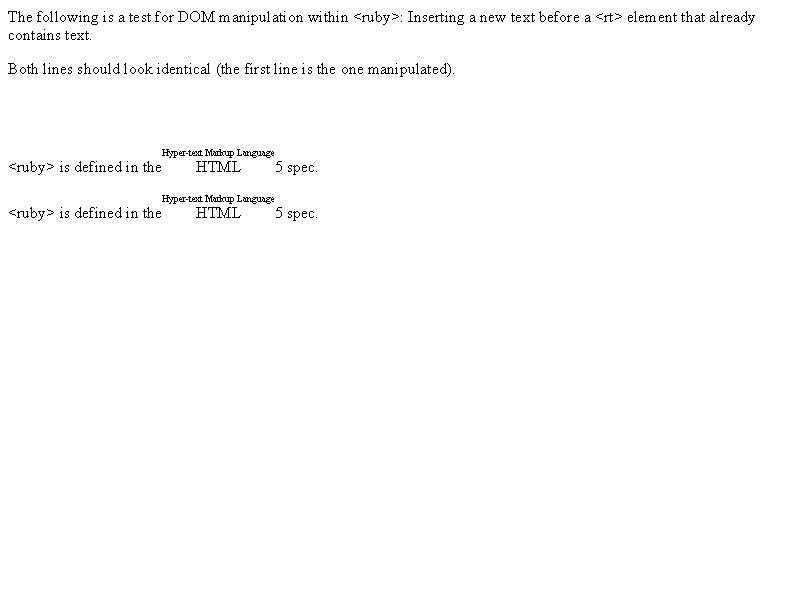 The following is a test for DOM manipulation within <ruby>: Inserting a new text before a <rt> element that already
contains text.
Both lines should look identical (the first line is the one manipulated).
Hyper-text Markup Language
<ruby> is defined in the HTML 5 spec.
Hyper-text Markup Language
<ruby> is defined in the HTML 5 spec.